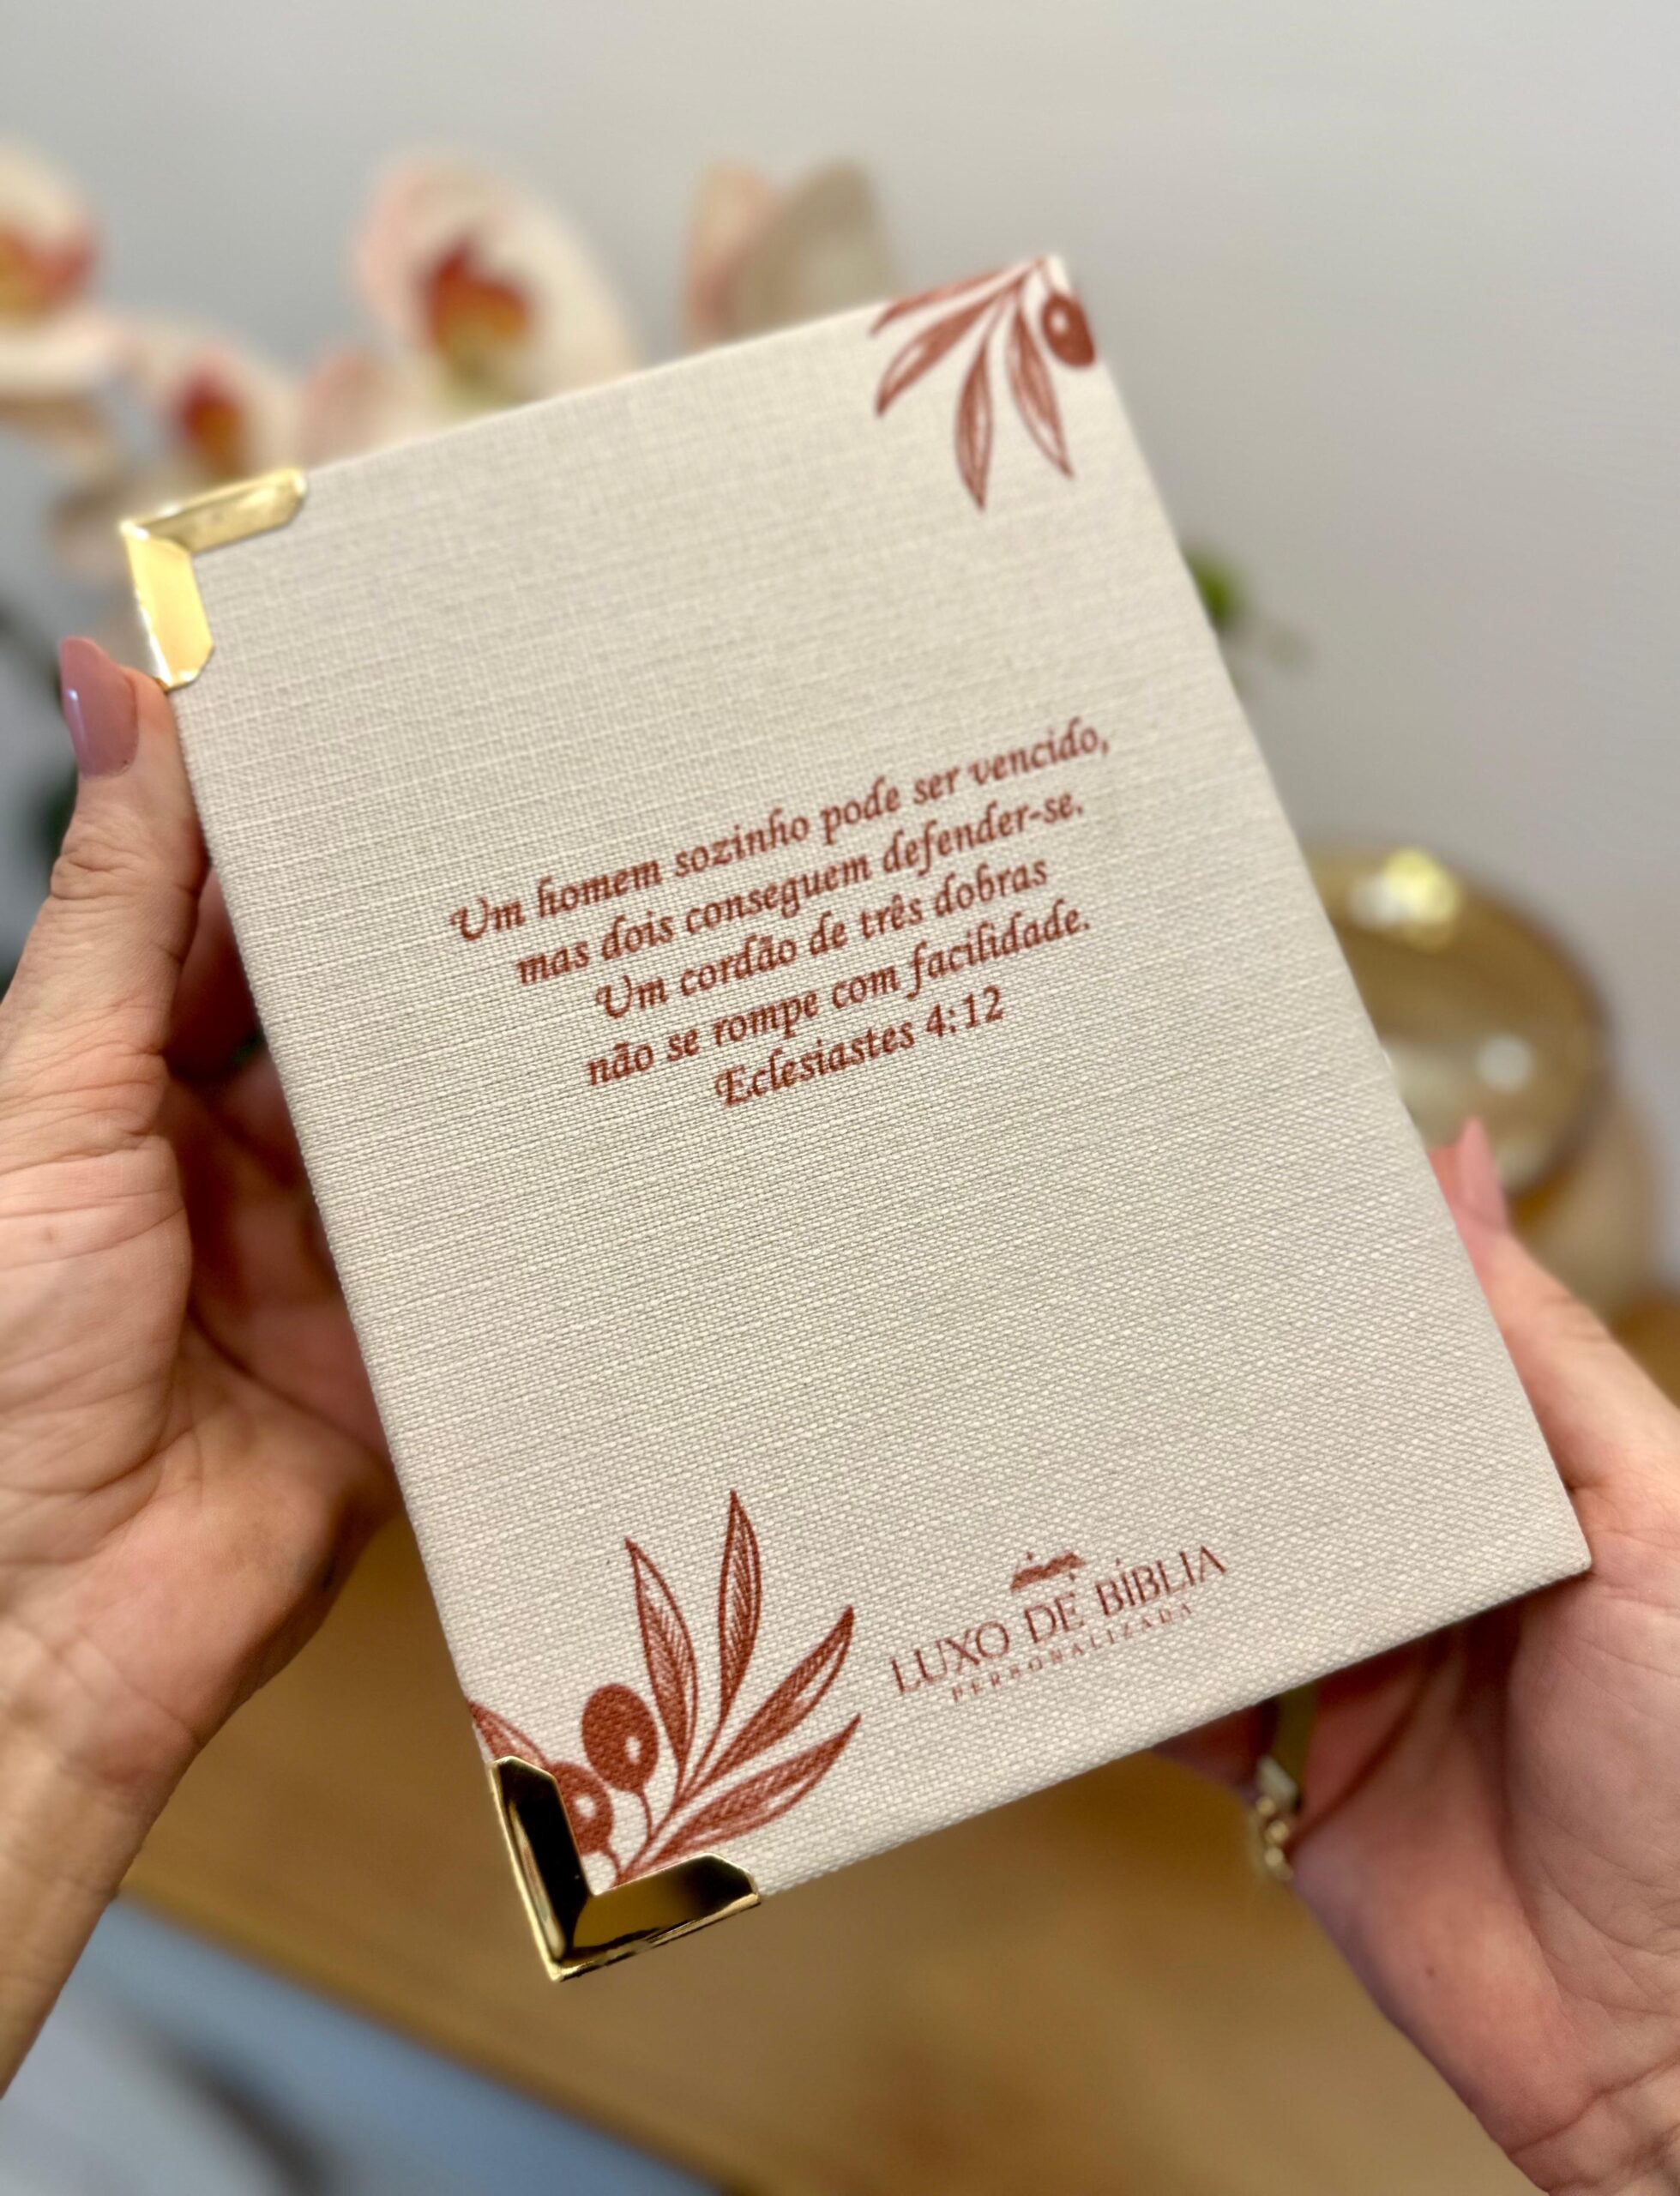 Um homem sozinho pode ser vencido,
mas dois conseguem defender-se.
Um cordão de três dobras
não se rompe com facilidade.
Eclesiastes 4:12
LUXO DE BÍBLIA
PERSONALIZADA